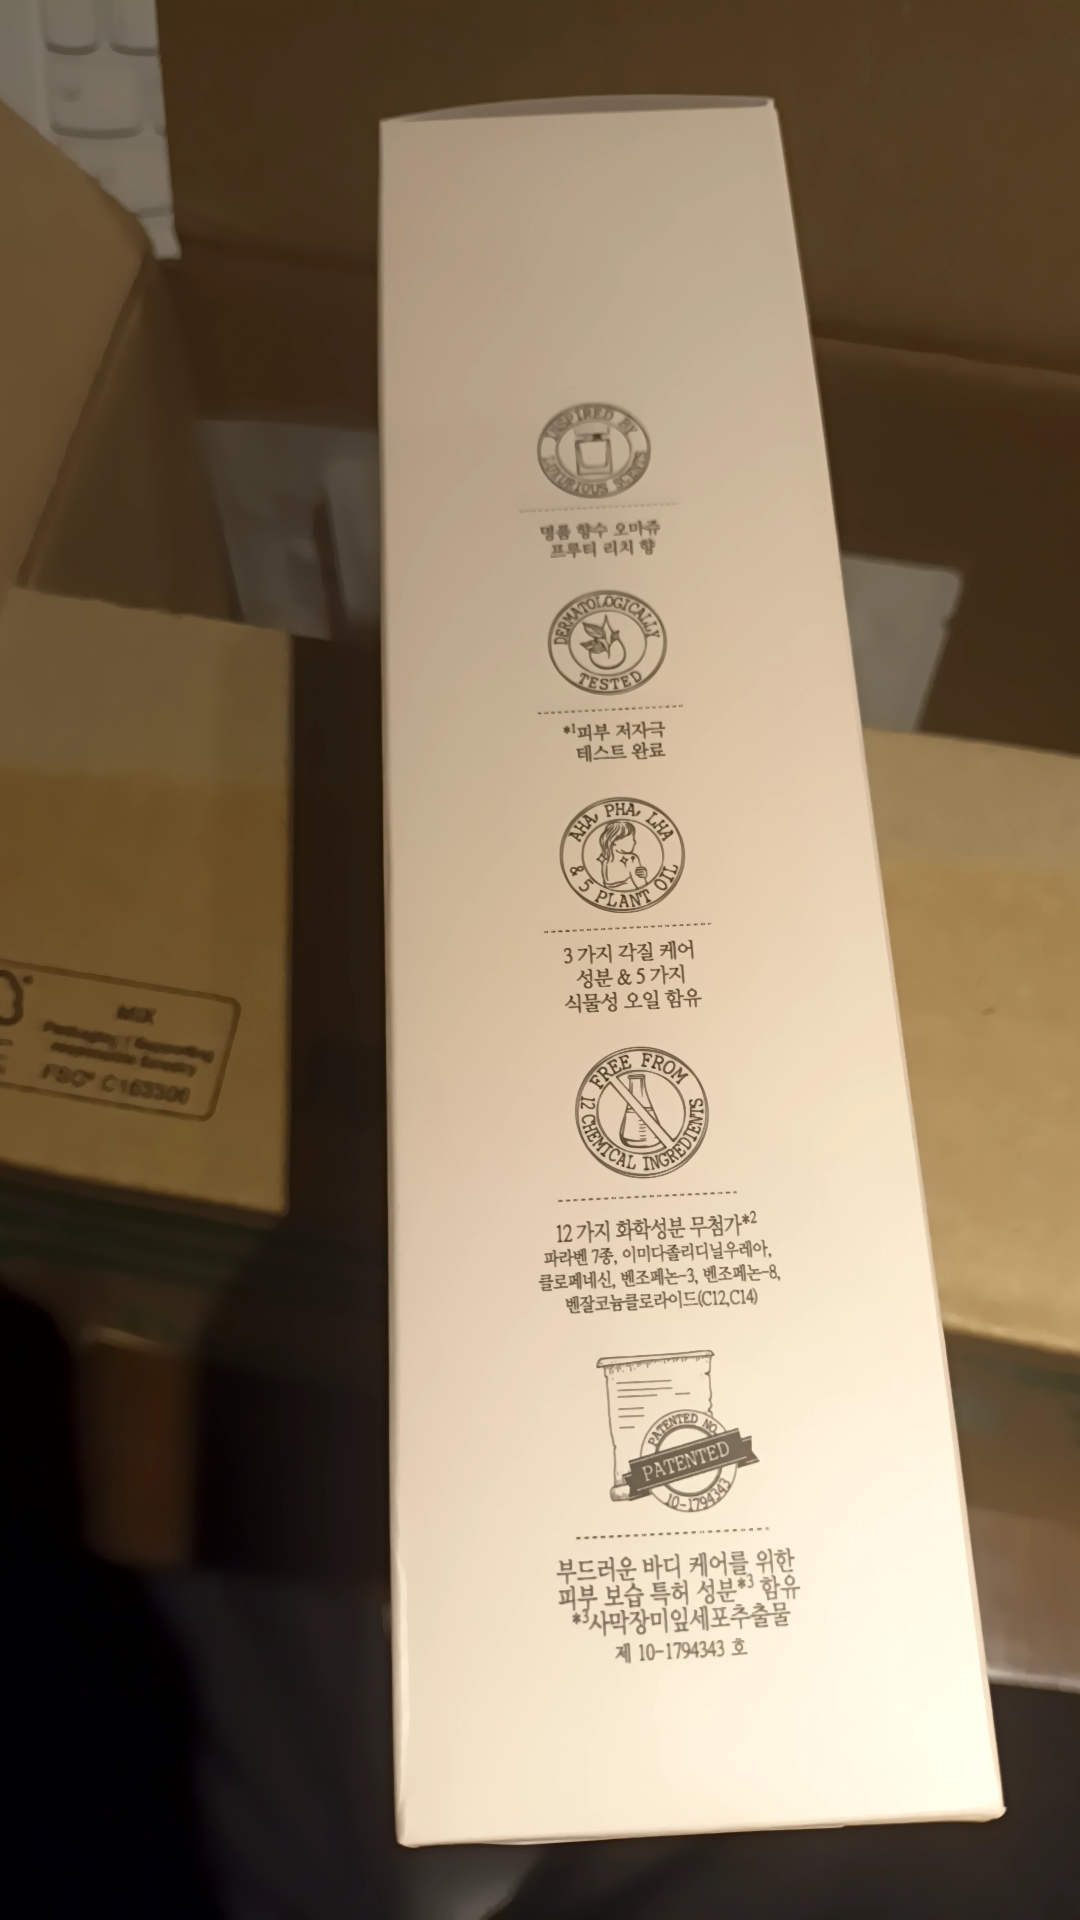 INSPIRED BY
LUXURIOUS SCENTS
명품 향수 오마쥬
프루티 리치 향
DERMATOLOGICALLY
TESTED
*1피부 저자극
테스트 완료
AHA, PHA, LHA
& 5 PLANT OIL
3 가지 각질 케어
성분 & 5 가지
식물성 오일 함유
FREE FROM
12 CHEMICAL INGREDIENTS
12 가지 화학성분 무첨가*2
파라벤 7종, 이미다졸리디닐우레아,
클로페네신, 벤조페논-3, 벤조페논-8,
벤잘코늄클로라이드(C12,C14)
PATENTED NO.
PATENTED
10-1794343
부드러운 바디 케어를 위한
피부 보습 특허 성분*3 함유
*3사막장미잎세포추출물
제 10-1794343 호
MIX
Packaging | Supporting
responsible forestry
FSC®